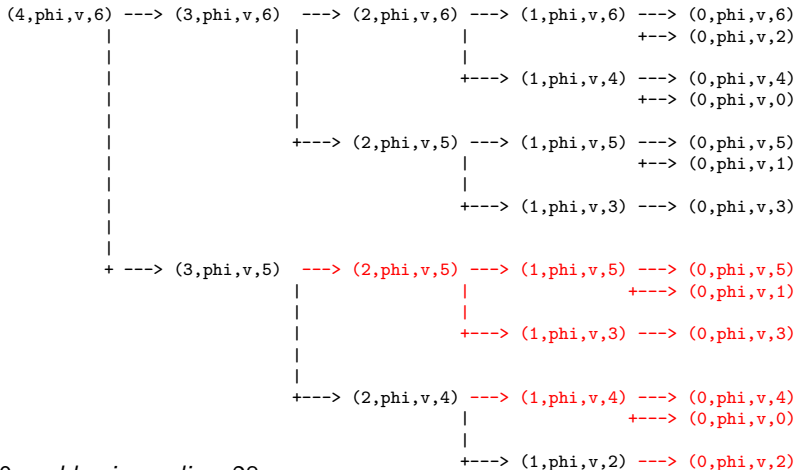 (4,phi,v,6) ---> (3,phi,v,6) ---> (2,phi,v,6) ---> (1,phi,v,6) ---> (0,phi,v,6)
| | | +--> (0,phi,v,2)
| | |
| | +---> (1,phi,v,4) ---> (0,phi,v,4)
| | +--> (0,phi,v,0)
| |
| +---> (2,phi,v,5) ---> (1,phi,v,5) ---> (0,phi,v,5)
| | +--> (0,phi,v,1)
| |
| +---> (1,phi,v,3) ---> (0,phi,v,3)
|
|
+ ---> (3,phi,v,5) ---> (2,phi,v,5) ---> (1,phi,v,5) ---> (0,phi,v,5)
| | +---> (0,phi,v,1)
| |
| +---> (1,phi,v,3) ---> (0,phi,v,3)
|
|
+---> (2,phi,v,4) ---> (1,phi,v,4) ---> (0,phi,v,4)
| +---> (0,phi,v,0)
|
+---> (1,phi,v,2) ---> (0,phi,v,2)